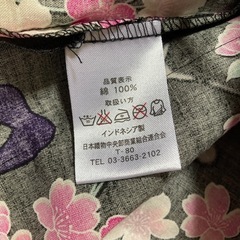 品質表示
綿 100%
取扱い方
インドネシア製
日本織物中央卸商業組合連合会
T-80
TEL 03-3663-2102